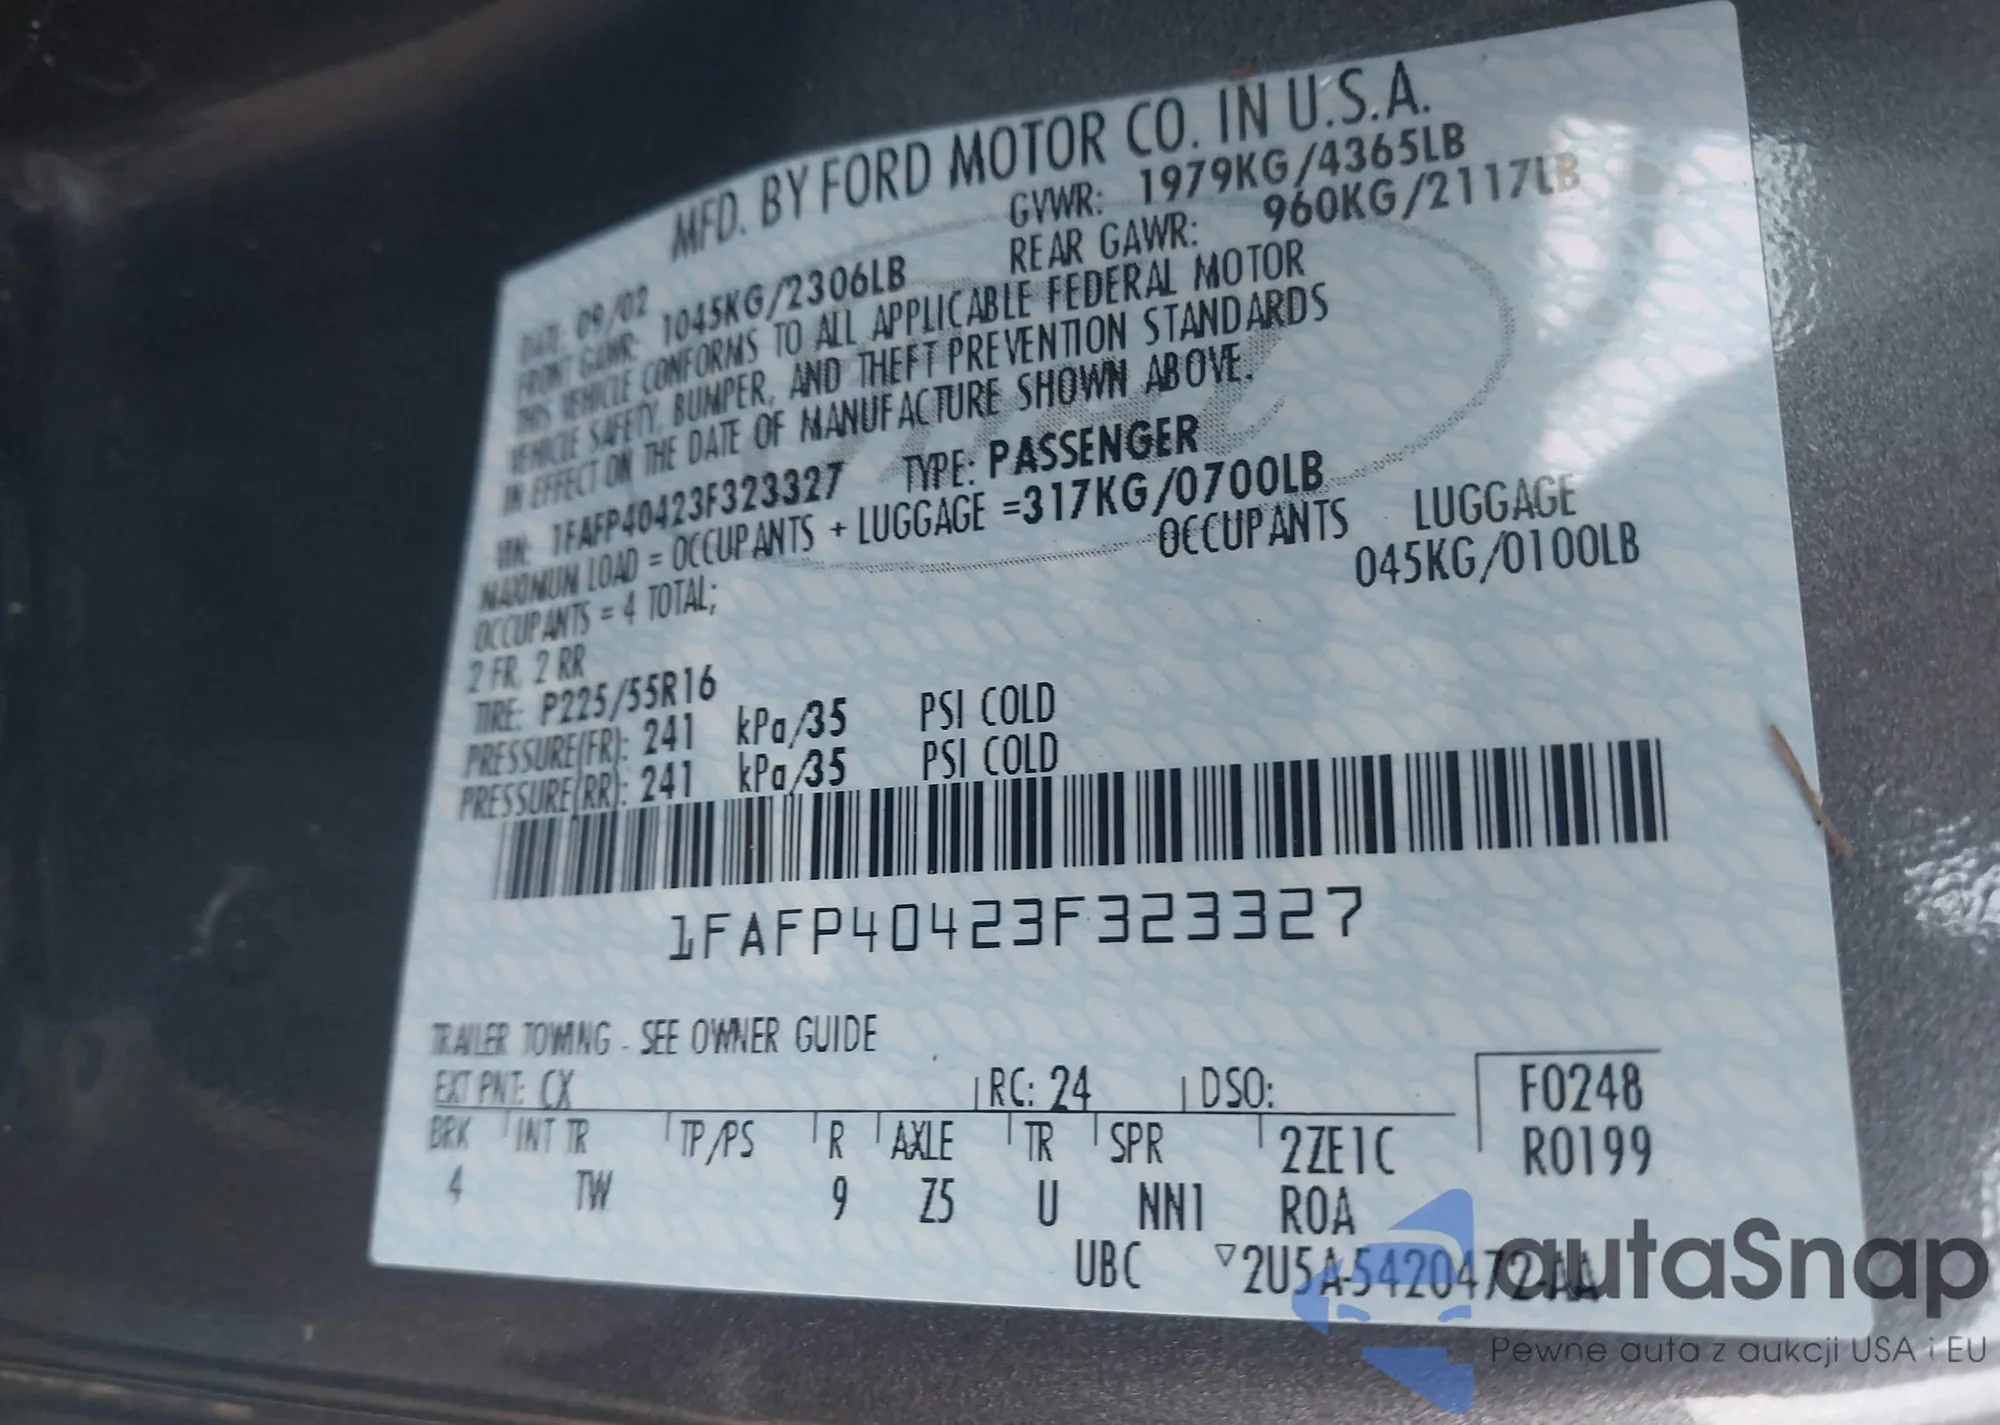 MFD. BY FORD MOTOR CO. IN U.S.A.
DATE: 09/02 GVWR: 1979KG/4365LB
FRONT GAWR: 1045KG/2306LB REAR GAWR: 960KG/2117LB
THIS VEHICLE CONFORMS TO ALL APPLICABLE FEDERAL MOTOR
VEHICLE SAFETY, BUMPER, AND THEFT PREVENTION STANDARDS
IN EFFECT ON THE DATE OF MANUFACTURE SHOWN ABOVE.
VIN: 1FAFP40423F323327 TYPE: PASSENGER
MAXIMUM LOAD = OCCUPANTS + LUGGAGE =317KG/0700LB
OCCUPANTS = 4 TOTAL; OCCUPANTS LUGGAGE
2 FR, 2 RR 045KG/0100LB
TIRE: P225/55R16
PRESSURE(FR): 241 kPa/35 PSI COLD
PRESSURE(RR): 241 kPa/35 PSI COLD
1FAFP40423F323327
TRAILER TOWING - SEE OWNER GUIDE
EXT PNT: CX RC: 24 DSO: F0248
BRK INT TR TP/PS R AXLE TR SPR 2ZE1C R0199
4 TW 9 Z5 U NN1 ROA
UBC ▽2U5A-5420472-AA
autaSnap
Pewne auta z aukcji USA i EU